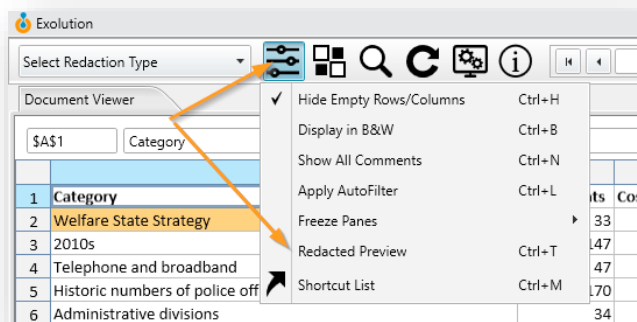 Exolution
Select Redaction Type
Document Viewer
$A$1 Category
✓ Hide Empty Rows/Columns Ctrl+H
Display in B&W Ctrl+B
Show All Comments Ctrl+N
Apply AutoFilter Ctrl+L
Freeze Panes
Redacted Preview Ctrl+T
Shortcut List Ctrl+M
1 Category
2 Welfare State Strategy 33
3 2010s 147
4 Telephone and broadband 47
5 Historic numbers of police off 170
6 Administrative divisions 34